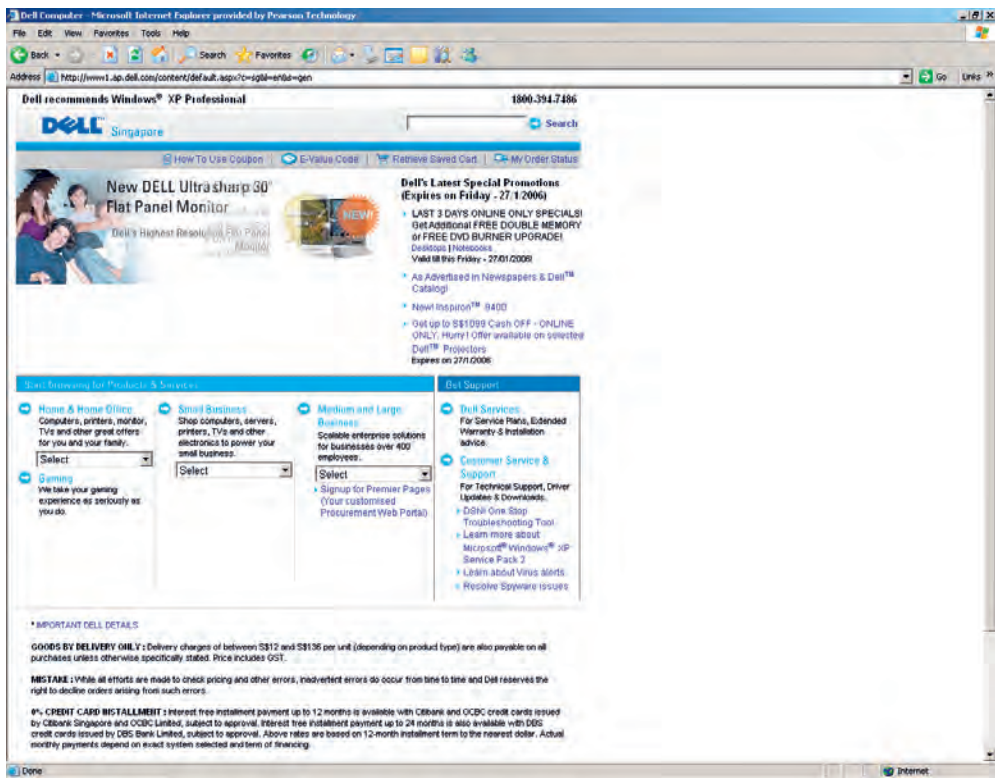 Dell Computer - Microsoft Internet Explorer provided by Pearson Technology
File Edit View Favorites Tools Help
Back Search Favorites
Address http://www1.ap.dell.com/content/default.aspx?c=sg&l=en&s=gen Go Links »
Dell recommends Windows® XP Professional 1800-394-7486
DELL™ Singapore Search
How To Use Coupon | E-Value Code | Retrieve Saved Cart | My Order Status
New DELL Ultrasharp 30"
Flat Panel Monitor
Dell's Highest Resolution Flat Panel
Monitor
NEW!
Dell's Latest Special Promotions
(Expires on Friday - 27/1/2006)
LAST 3 DAYS ONLINE ONLY SPECIALS!
Get Additional FREE DOUBLE MEMORY
or FREE DVD BURNER UPGRADE!
Desktops | Notebooks
Valid till this Friday - 27/01/2006!
As Advertised in Newspapers & Dell™
Catalog!
New! Inspiron™ 9400
Get up to S$1099 Cash OFF - ONLINE
ONLY. Hurry! Offer available on selected
Dell™ Projectors
Expires on 27/1/2006
Start Browsing for Products & Services
Home & Home Office
Computers, printers, monitor,
TVs and other great offers
for you and your family.
Select
Gaming
We take your gaming
experience as seriously as
you do.
Small Business
Shop computers, servers,
printers, TVs and other
electronics to power your
small business.
Select
Medium and Large
Business
Scalable enterprise solutions
for businesses over 400
employees.
Select
Signup for Premier Pages
(Your customised
Procurement Web Portal)
Get Support
Dell Services
For Service Plans, Extended
Warranty & Installation
advice.
Customer Service &
Support
For Technical Support, Driver
Updates & Downloads.
DSN! One Stop
Troubleshooting Tool
Learn more about
Microsoft® Windows® XP
Service Pack 2
Learn about Virus alerts
Resolve Spyware issues
* IMPORTANT DELL DETAILS
GOODS BY DELIVERY ONLY : Delivery charges of between S$12 and S$136 per unit (depending on product type) are also payable on all
purchases unless otherwise specifically stated. Price includes GST.
MISTAKE : While all efforts are made to check pricing and other errors, inadvertent errors do occur from time to time and Dell reserves the
right to decline orders arising from such errors.
0% CREDIT CARD INSTALLMENT : Interest free installment payment up to 12 months is available with Citibank and OCBC credit cards issued
by Citibank Singapore and OCBC Limited, subject to approval. Interest free installment payment up to 24 months is also available with DBS
credit cards issued by DBS Bank Limited, subject to approval. Above rates are based on 12-month installment term to the nearest dollar. Actual
monthly payments depend on exact system selected and term of financing.
Done Internet